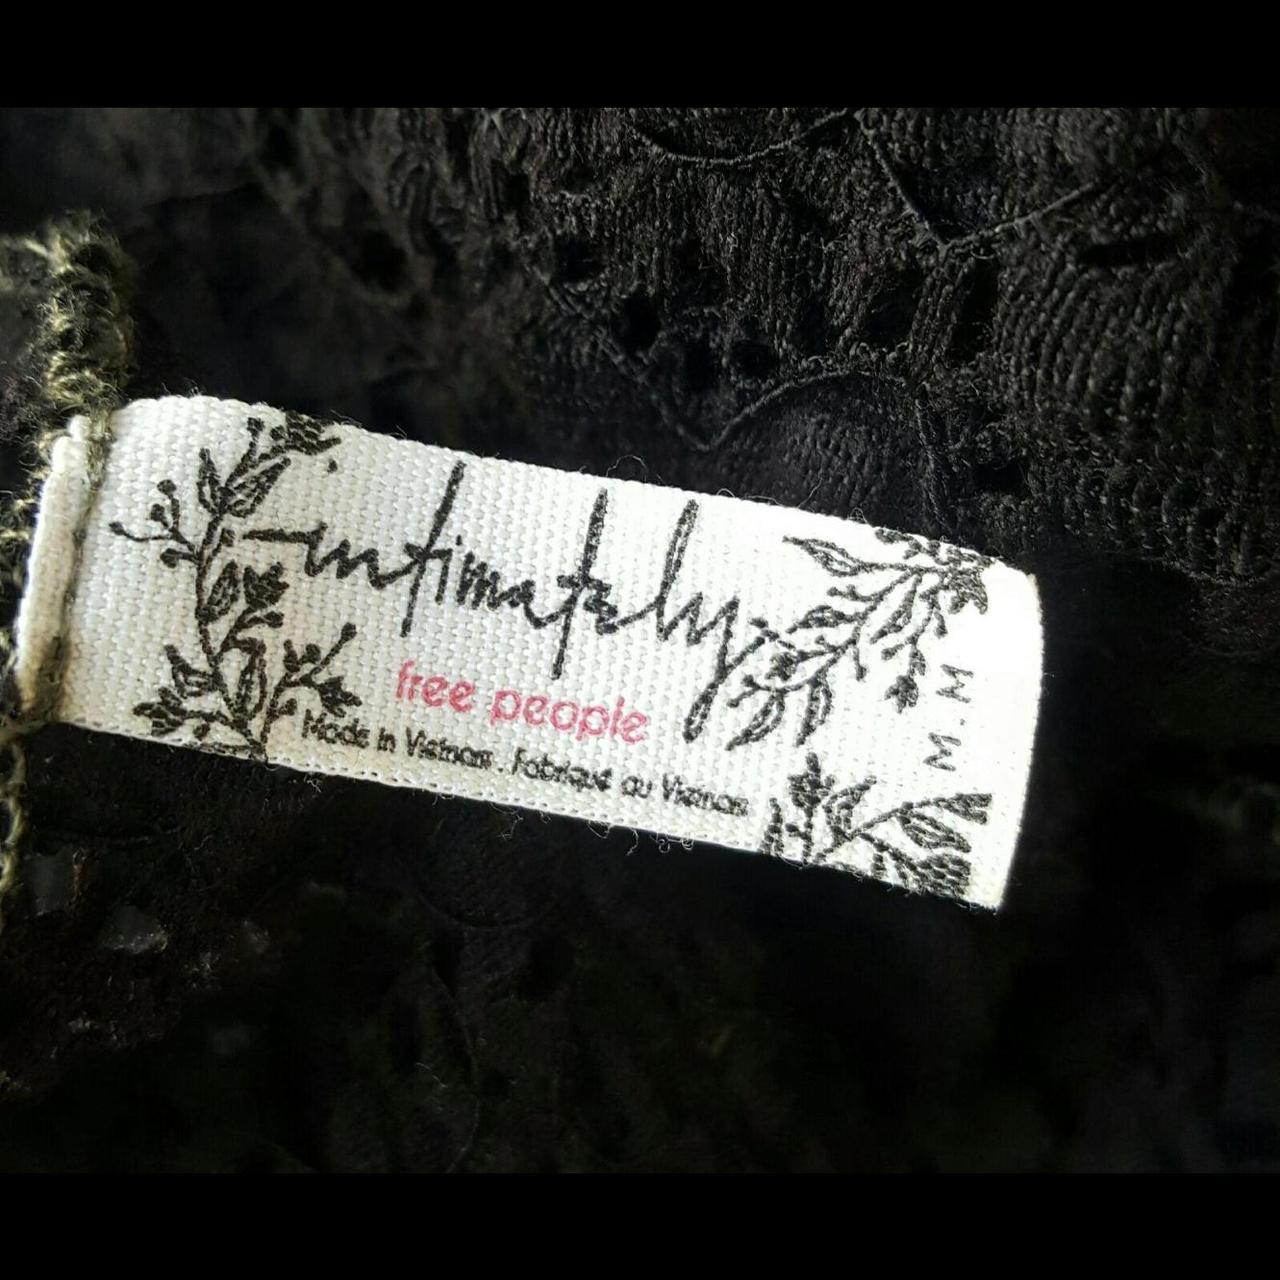 intimately
free people
Made in Vietnam . Fabriqué au Vietnam
M . M